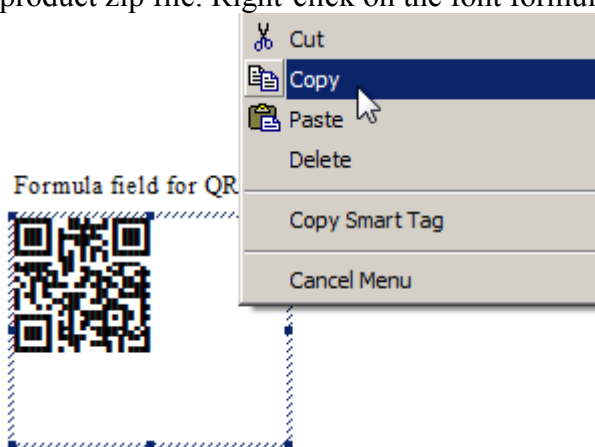 product zip file. Right-click on the font formul
Cut
Copy
Paste
Delete
Formula field for QR
Copy Smart Tag
Cancel Menu